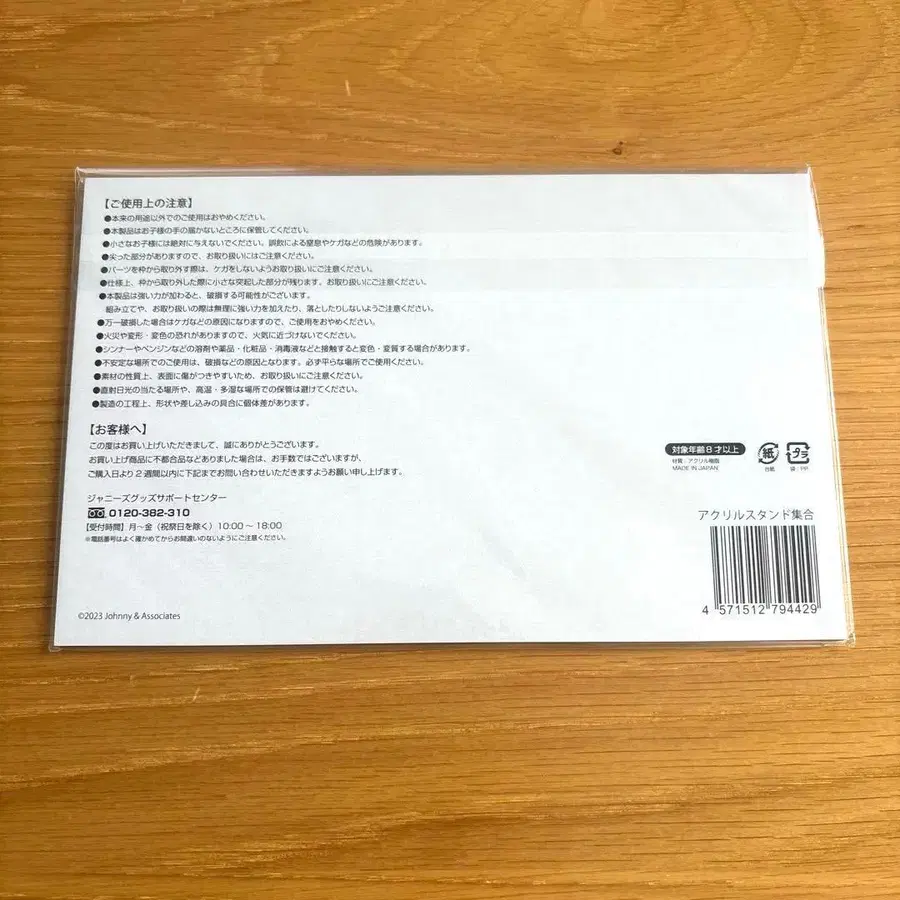 【ご使用上の注意】
●本来の用途以外でのご使用はおやめください。
●本製品はお子様の手の届かないところに保管してください。
●小さなお子様には絶対に与えないでください。誤飲による窒息やケガなどの危険があります。
●尖った部分がありますので、お取り扱いにはご注意ください。
●パーツを枠から取り外す際は、ケガをしないようお取り扱いにご注意ください。
●仕様上、枠から取り外した際に小さな突起した部分が残ります。お取り扱いにご注意ください。
●本製品は強い力が加わると、破損する可能性がございます。
組み立てや、お取り扱いの際は無理に強い力を加えたり、落としたりしないようご注意ください。
●万一破損した場合はケガなどの原因になりますので、ご使用をおやめください。
●火災や変形・変色の恐れがありますので、火気に近づけないでください。
●シンナーやベンジンなどの溶剤や薬品・化粧品・消毒液などと接触すると変色・変質する場合があります。
●不安定な場所でのご使用は、破損などの原因となります。必ず平らな場所でご使用ください。
●素材の性質上、表面に傷がつきやすいため、お取り扱いにご注意ください。
●直射日光の当たる場所や、高温・多湿な場所での保管は避けてください。
●製造の工程上、形状や差し込みの具合に個体差があります。
【お客様へ】
この度はお買い上げいただきまして、誠にありがとうございます。
お買い上げ商品に不都合品などありました場合は、お手数ではございますが、
ご購入日より2週間以内に下記までお問い合わせいただきますようお願い申し上げます。
ジャニーズグッズサポートセンター
0120-382-310
【受付時間】月～金（祝祭日を除く）10:00～18:00
※電話番号はよく確かめてからお間違いのないようにご注意ください。
©2023 Johnny & Associates
対象年齢8才以上
材質：アクリル樹脂
MADE IN JAPAN
紙
台紙
プラ
袋：PP
アクリルスタンド集合
4 571512 794429